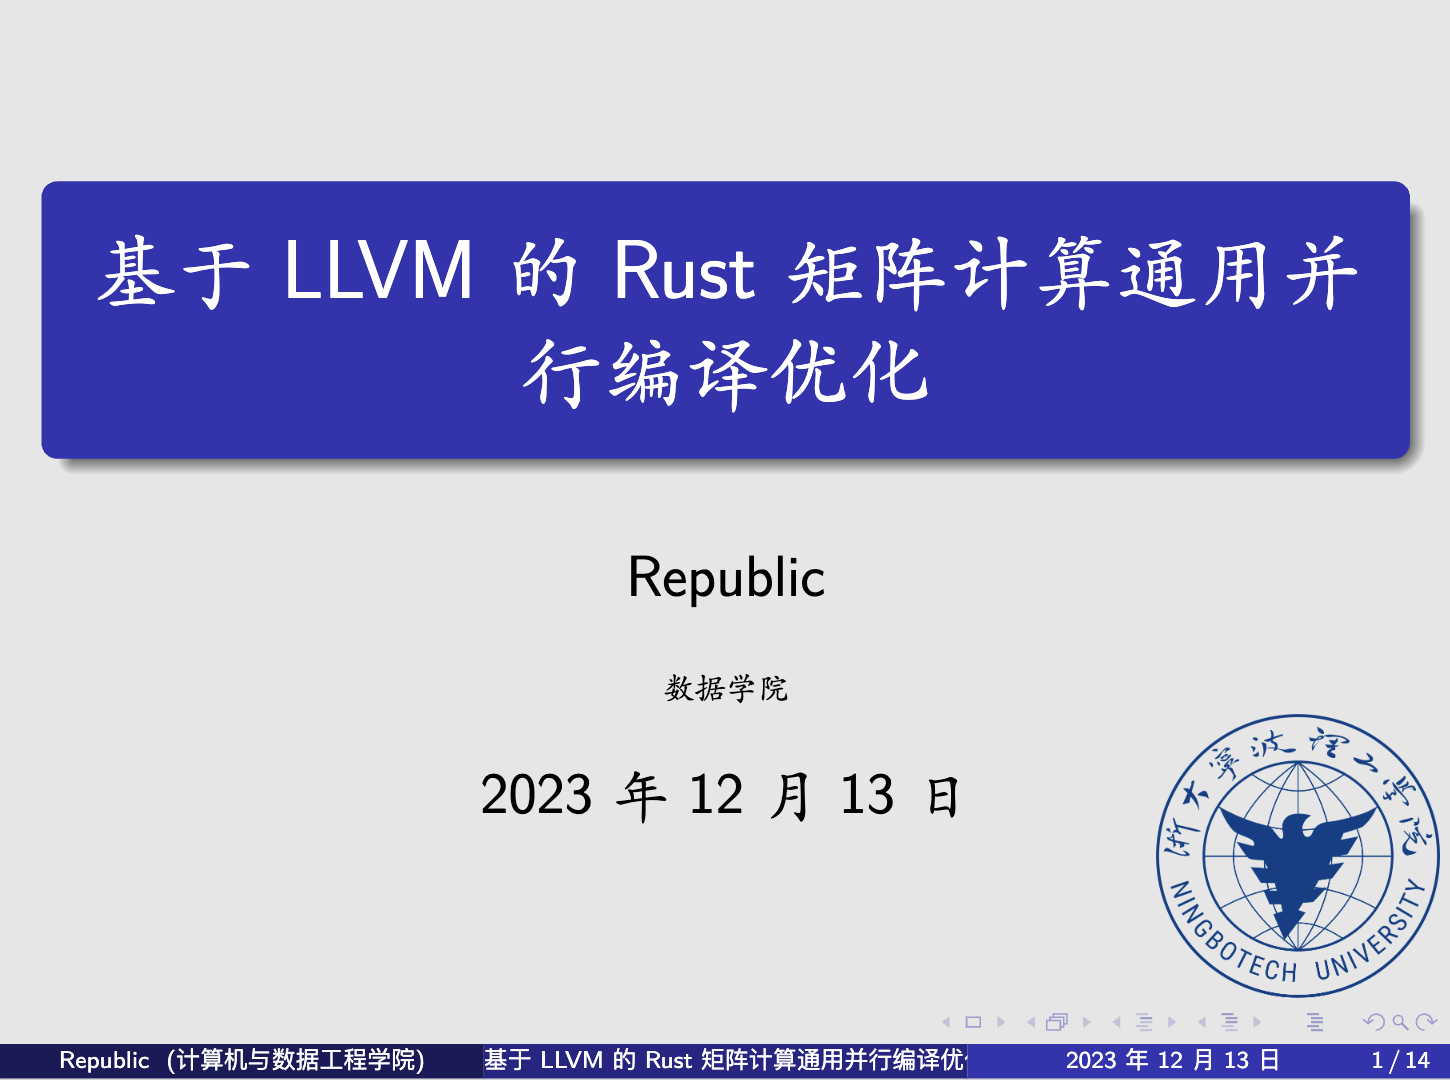 基于 LLVM 的 Rust 矩阵计算通用并
行编译优化
Republic
数据学院
2023 年 12 月 13 日
浙大宁波理工学院
NINGBOTECH UNIVERSITY
Republic (计算机与数据工程学院)
基于 LLVM 的 Rust 矩阵计算通用并行编译优
2023 年 12 月 13 日
1 / 14